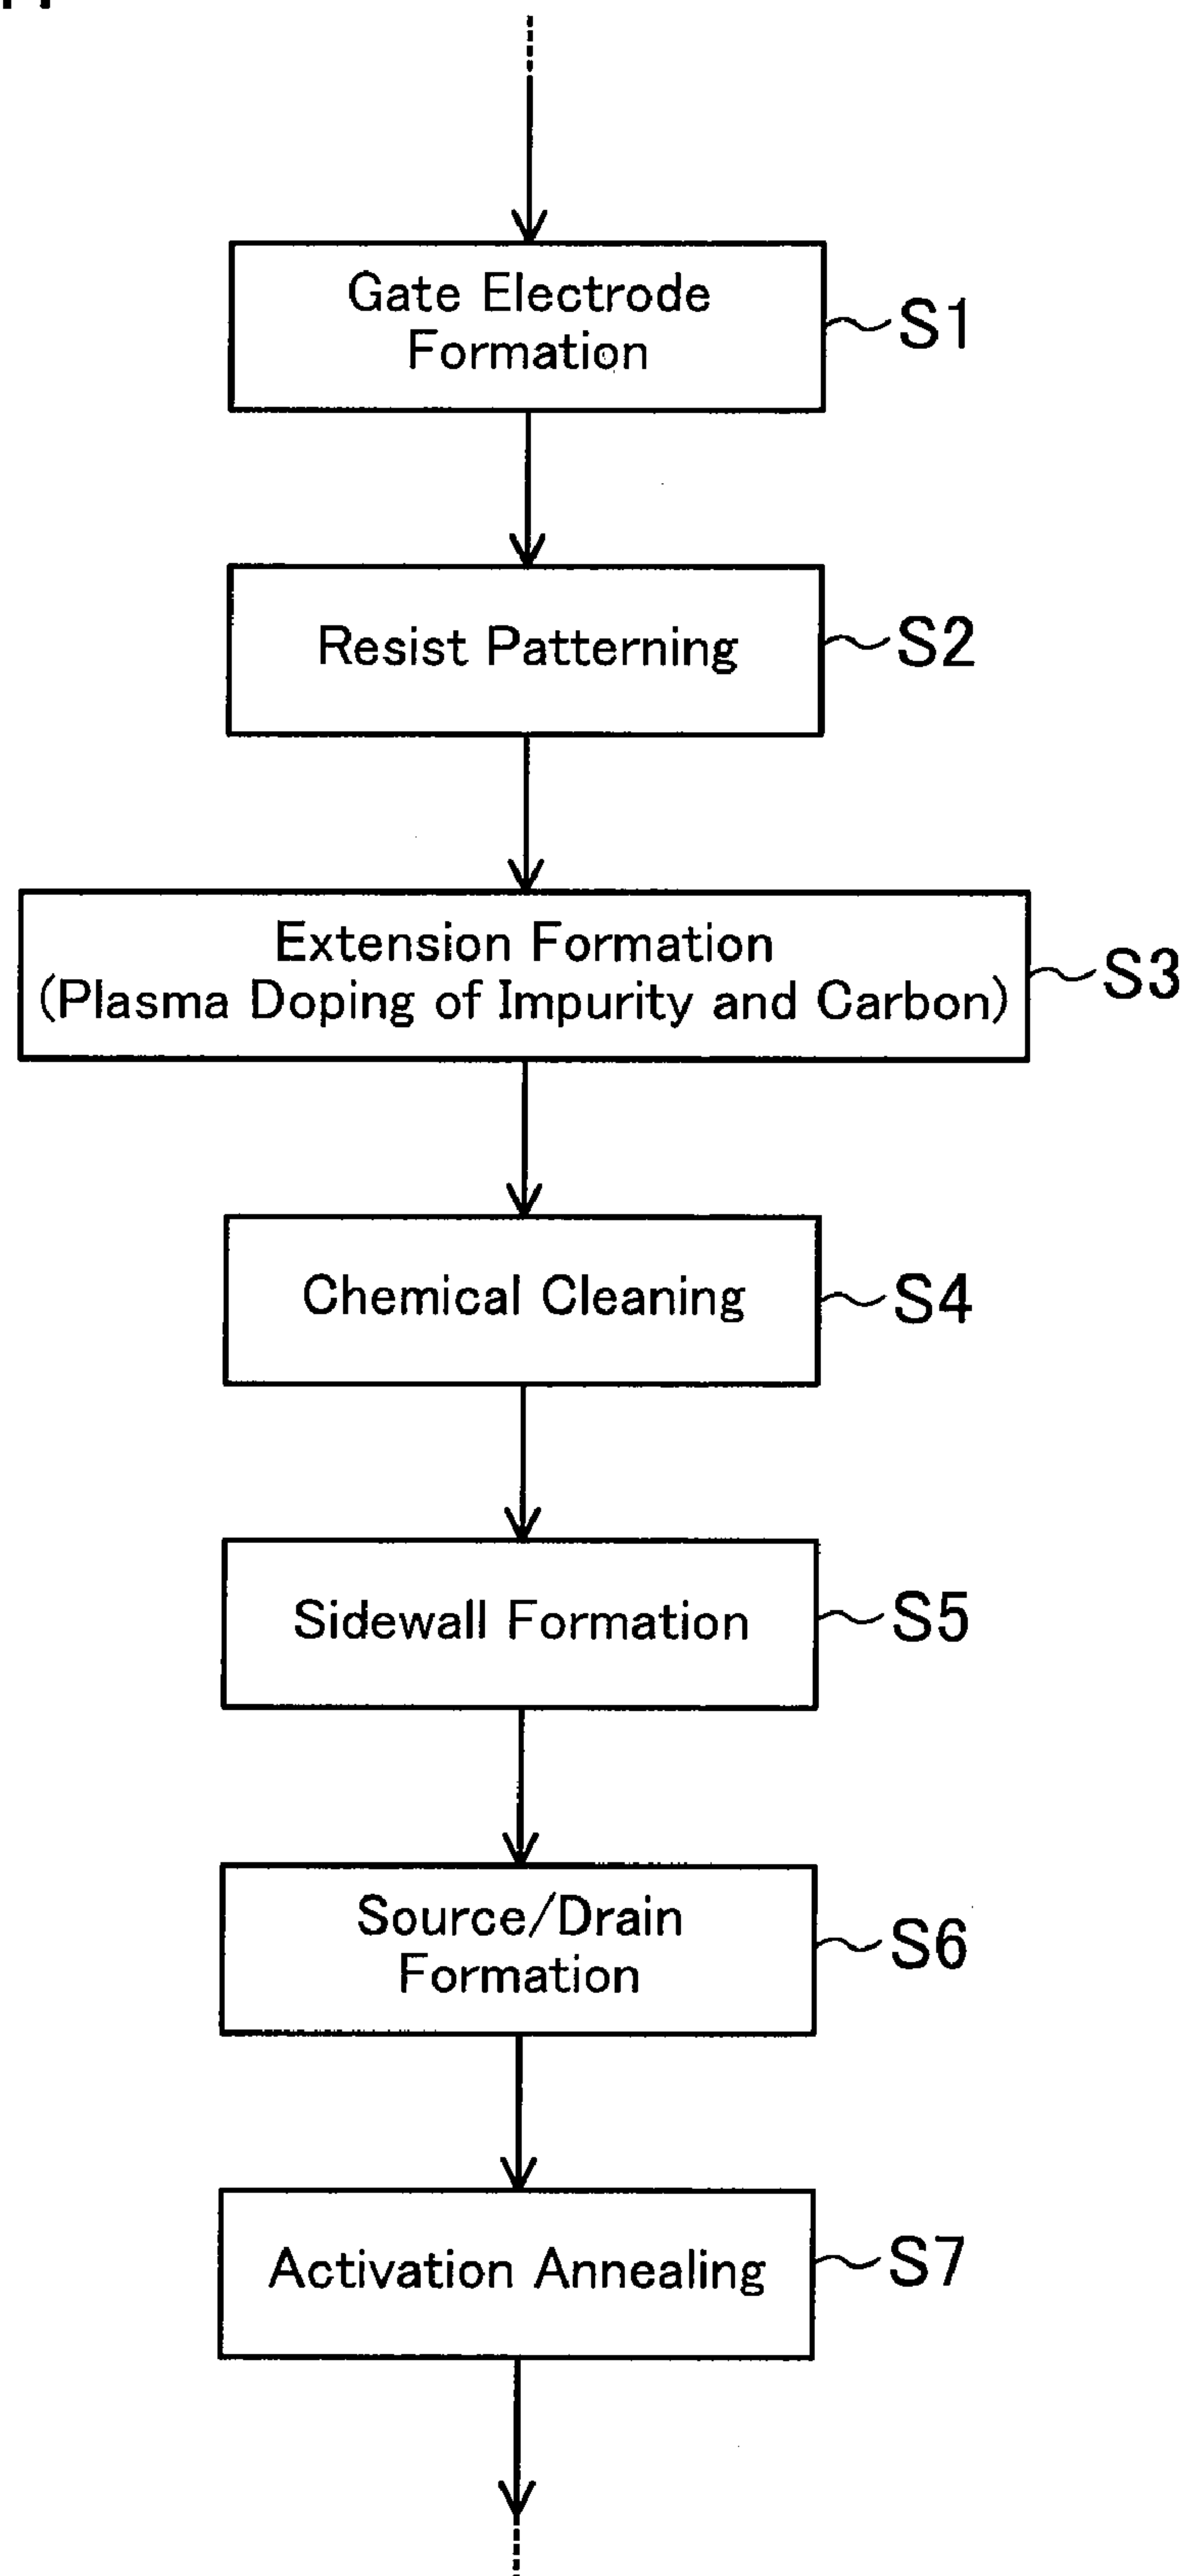 Gate Electrode
Formation
S1
Resist Patterning
S2
Extension Formation
(Plasma Doping of Impurity and Carbon)
S3
Chemical Cleaning
S4
Sidewall Formation
S5
Source/Drain
Formation
S6
Activation Annealing
S7